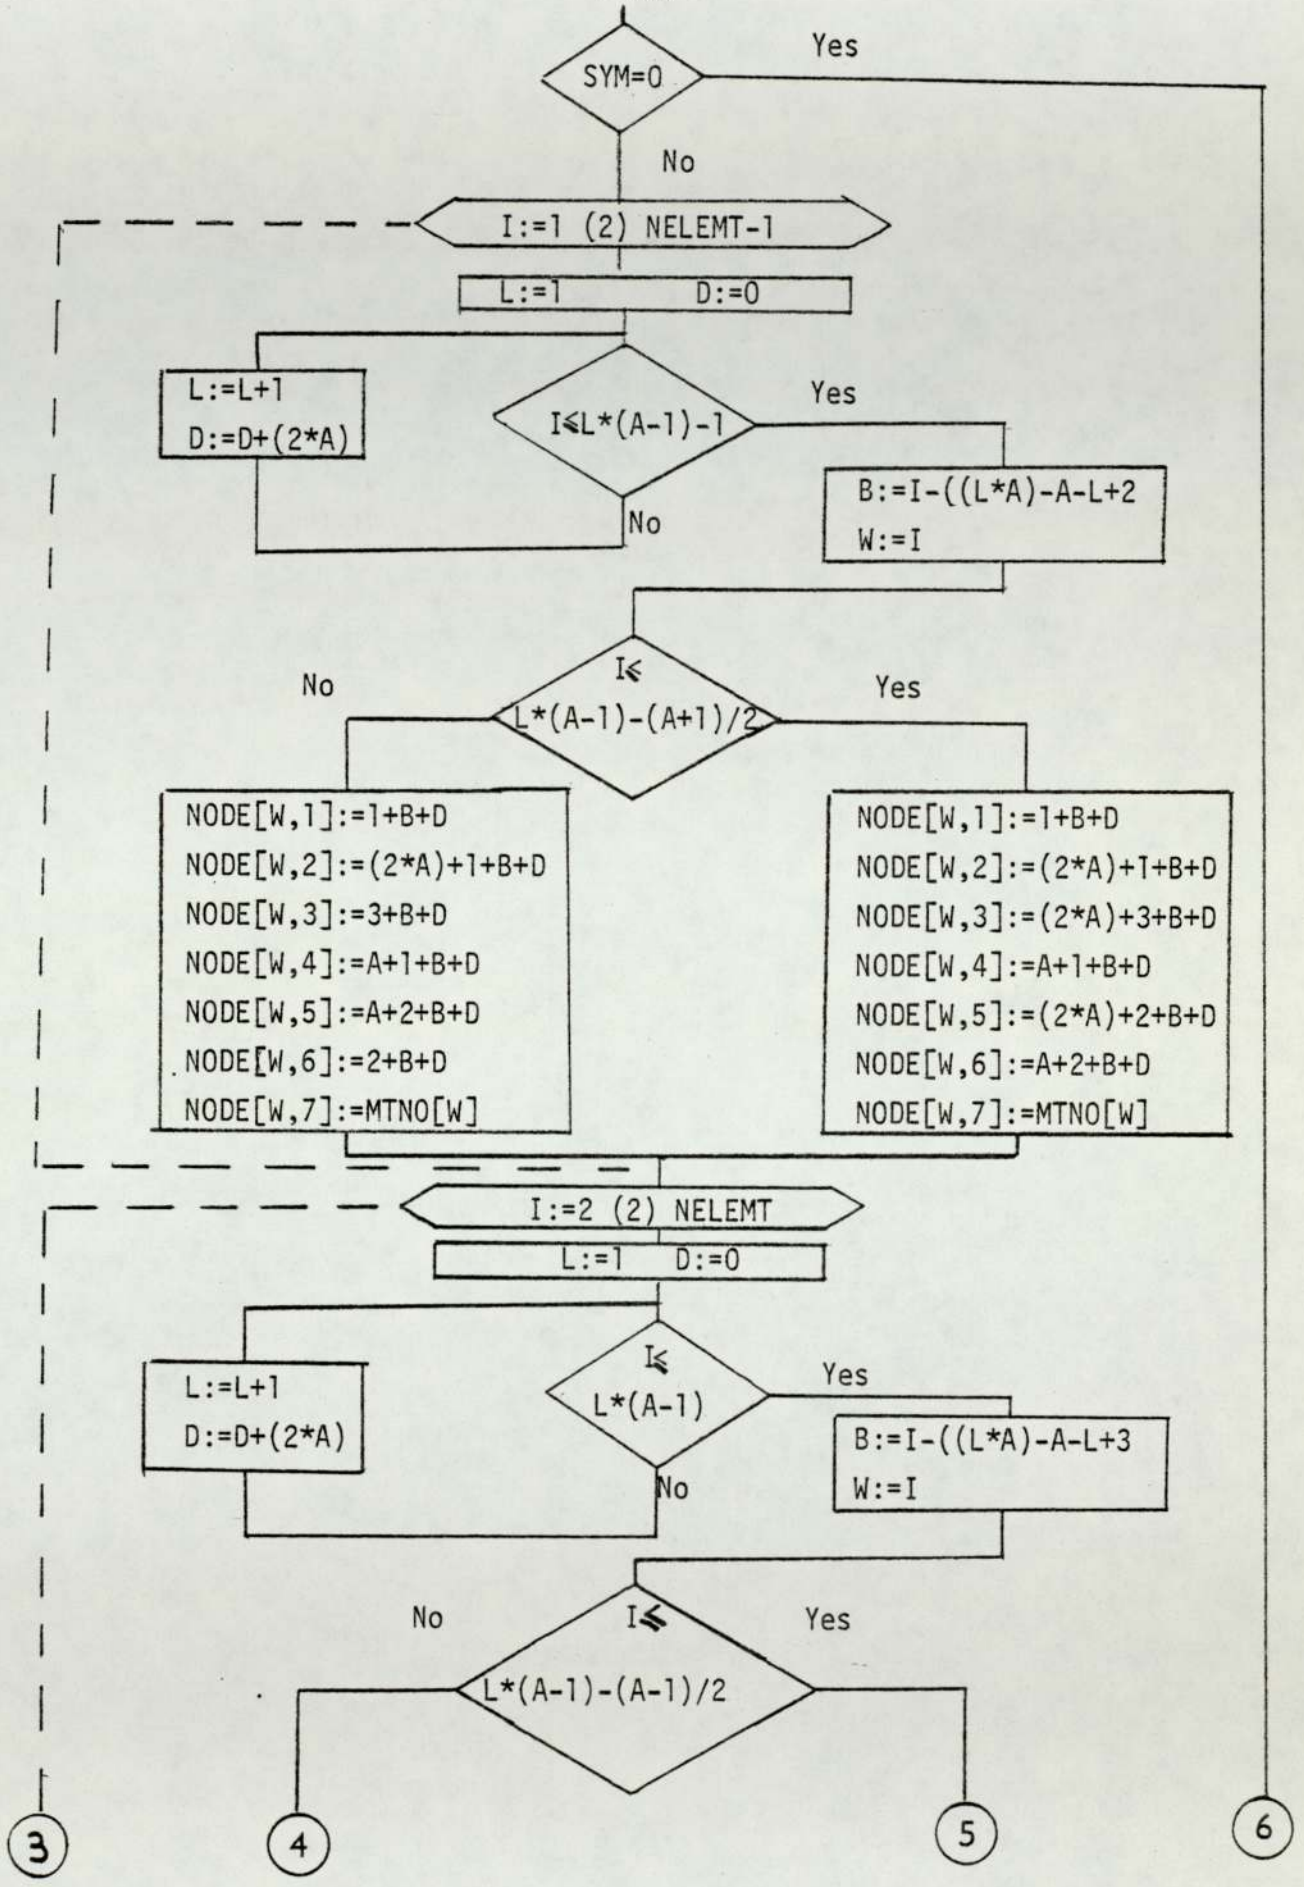 Yes
SYM=0
No
I:=1 (2) NELEMT-1
L:=1 D:=0
L:=L+1
D:=D+(2*A)
I≤L*(A-1)-1
Yes
No
B:=I-((L*A)-A-L+2
W:=I
I≤
L*(A-1)-(A+1)/2
No
Yes
NODE[W,1]:=1+B+D
NODE[W,2]:=(2*A)+1+B+D
NODE[W,3]:=3+B+D
NODE[W,4]:=A+1+B+D
NODE[W,5]:=A+2+B+D
NODE[W,6]:=2+B+D
NODE[W,7]:=MTNO[W]
NODE[W,1]:=1+B+D
NODE[W,2]:=(2*A)+1+B+D
NODE[W,3]:=(2*A)+3+B+D
NODE[W,4]:=A+1+B+D
NODE[W,5]:=(2*A)+2+B+D
NODE[W,6]:=A+2+B+D
NODE[W,7]:=MTNO[W]
I:=2 (2) NELEMT
L:=1 D:=0
L:=L+1
D:=D+(2*A)
I≤
L*(A-1)
Yes
No
B:=I-((L*A)-A-L+3
W:=I
No
I≤
Yes
L*(A-1)-(A-1)/2
3
4
5
6